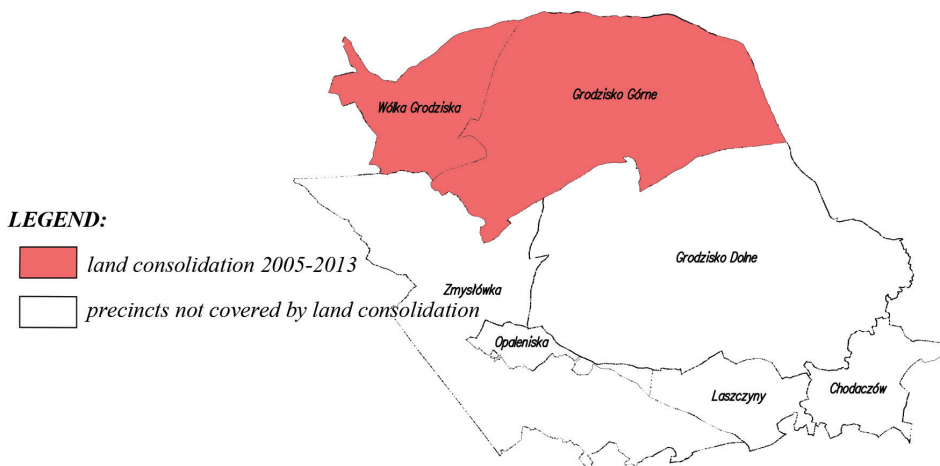 Wólka Grodziska
Grodzisko Górne
LEGEND:
land consolidation 2005-2013
precincts not covered by land consolidation
Grodzisko Dolne
Zmysłówka
Opaleniska
Laszczyny
Chodaczów